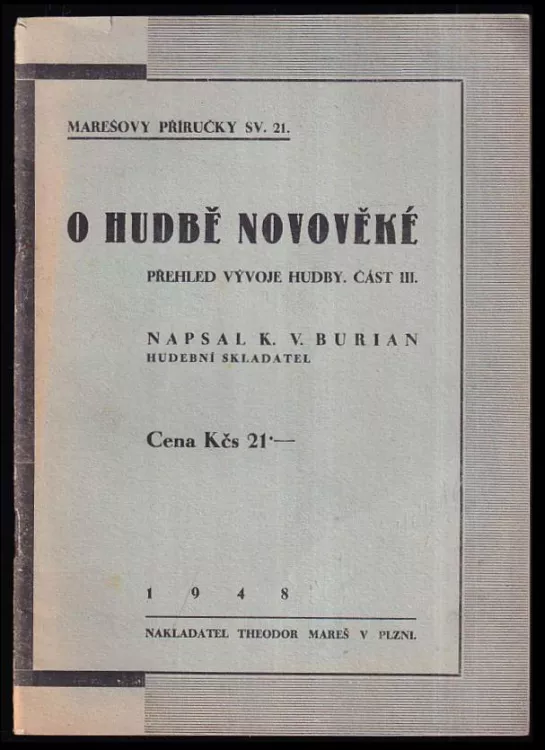 MAREŠOVY PŘÍRUČKY SV. 21.
O HUDBĚ NOVOVĚKÉ
PŘEHLED VÝVOJE HUDBY. ČÁST III.
NAPSAL K. V. BURIAN
HUDEBNÍ SKLADATEL
Cena Kčs 21·—
1 9 4 8
NAKLADATEL THEODOR MAREŠ V PLZNI.